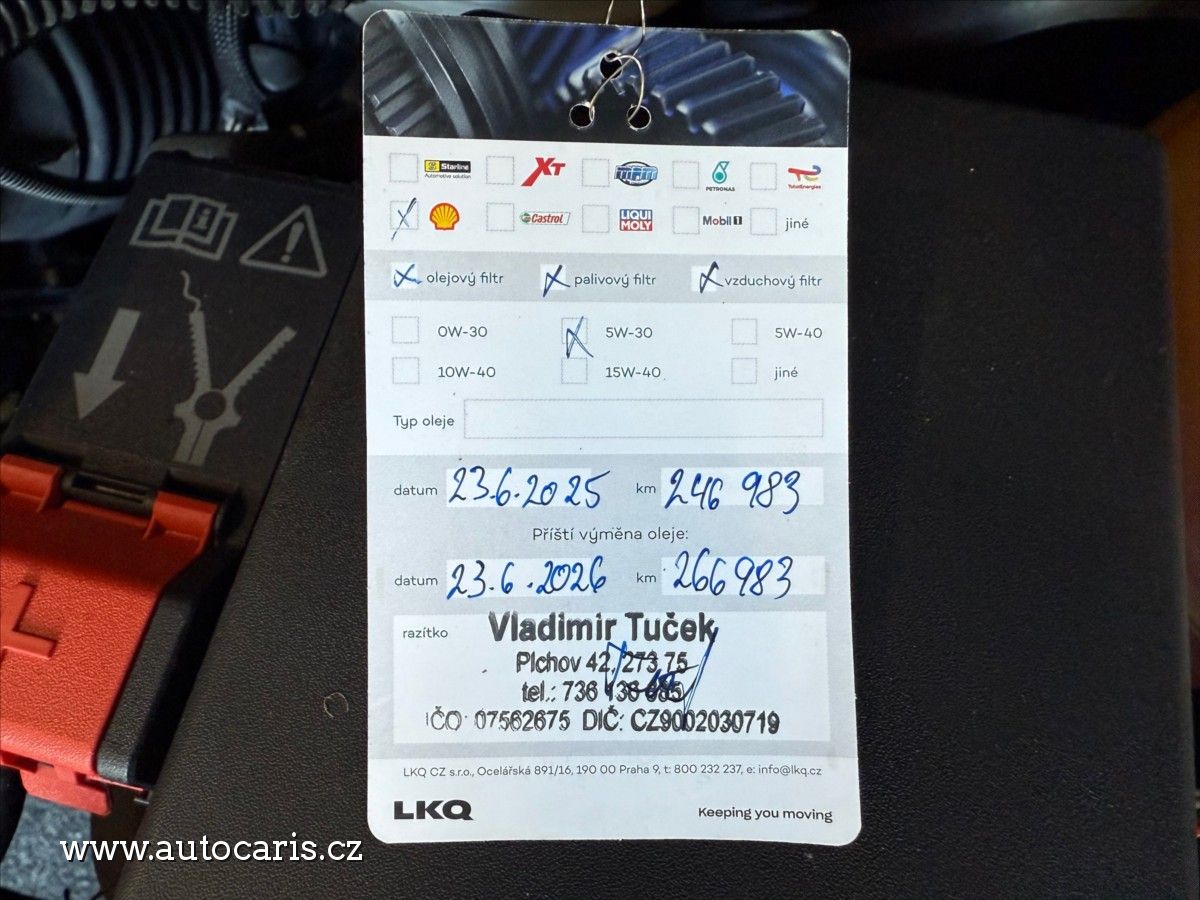 Starline
Automotive solution
XT
MPM
PETRONAS
TotalEnergies
Castrol
LIQUI
MOLY
Mobil 1
jiné
olejový filtr palivový filtr vzduchový filtr
0W-30 5W-30 5W-40
10W-40 15W-40 jiné
Typ oleje
datum 23.6.2025 km 246 983
Příští výměna oleje:
datum 23.6.2026 km 266983
razítko
Vladimir Tuček
Plchov 42, 273 75
tel.: 736 136 685
IČO: 07562675 DIČ: CZ9002030719
LKQ CZ s.r.o., Ocelářská 891/16, 190 00 Praha 9, t: 800 232 237, e: info@lkq.cz
LKQ Keeping you moving
www.autocaris.cz